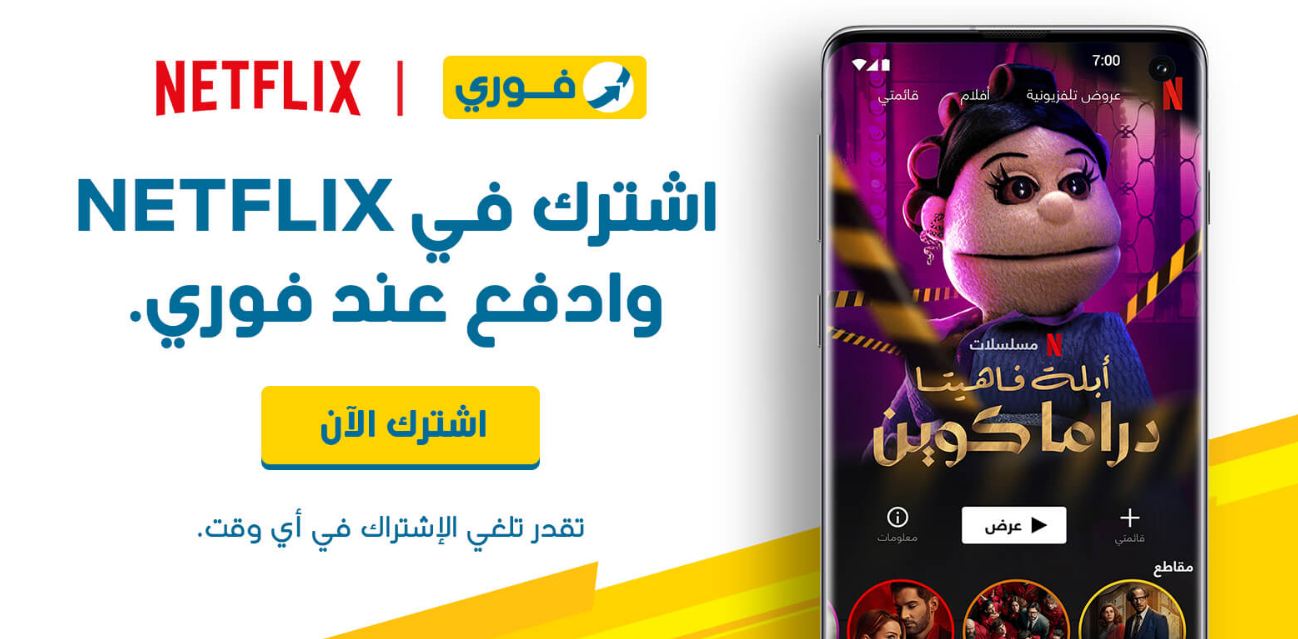 NETFLIX | فوري
اشترك في NETFLIX
وادفع عند فوري.
اشترك الآن
تقدر تلغي الإشتراك في أي وقت.
7:00
N
عروض تلفزيونية
أفلام
قائمتي
N مسلسلات
أبلة فاهيتا
دراما كوين
قائمتي
عرض
معلومات
مقاطع